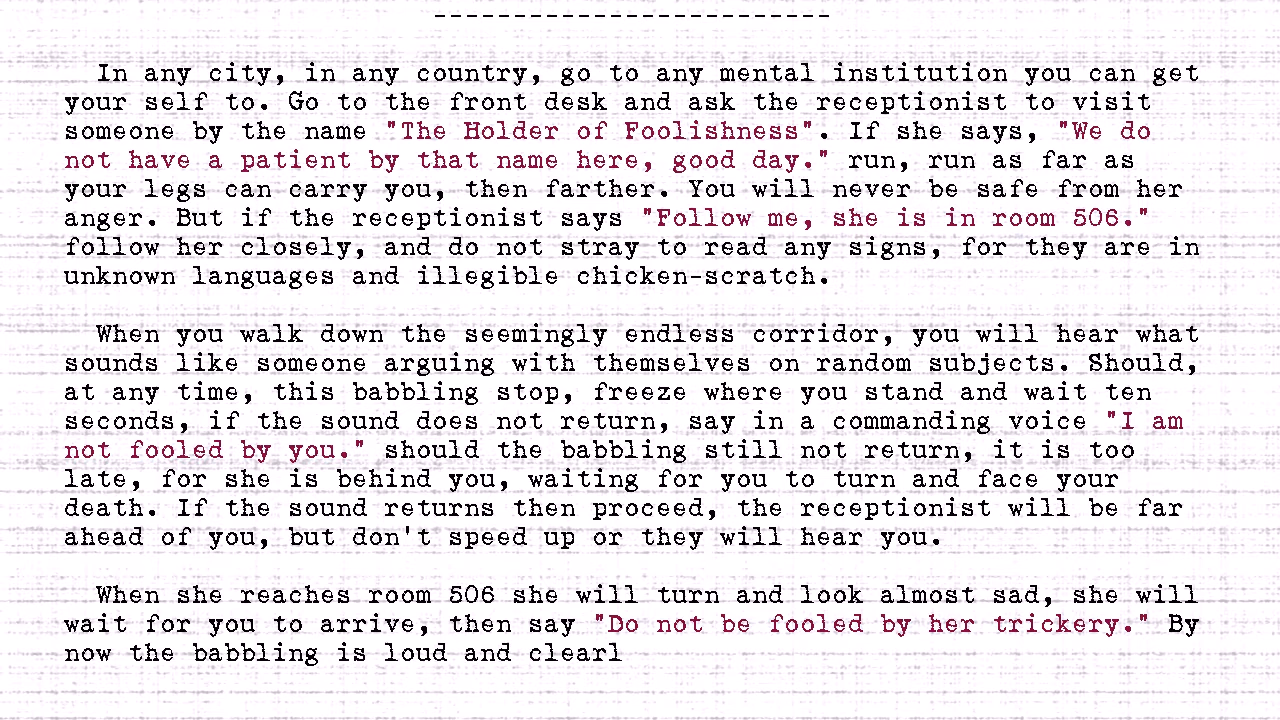 -------------------------
In any city, in any country, go to any mental institution you can get
your self to. Go to the front desk and ask the receptionist to visit
someone by the name "The Holder of Foolishness". If she says, "We do
not have a patient by that name here, good day." run, run as far as
your legs can carry you, then farther. You will never be safe from her
anger. But if the receptionist says "Follow me, she is in room 506."
follow her closely, and do not stray to read any signs, for they are in
unknown languages and illegible chicken-scratch.
When you walk down the seemingly endless corridor, you will hear what
sounds like someone arguing with themselves on random subjects. Should,
at any time, this babbling stop, freeze where you stand and wait ten
seconds, if the sound does not return, say in a commanding voice "I am
not fooled by you." should the babbling still not return, it is too
late, for she is behind you, waiting for you to turn and face your
death. If the sound returns then proceed, the receptionist will be far
ahead of you, but don't speed up or they will hear you.
When she reaches room 506 she will turn and look almost sad, she will
wait for you to arrive, then say "Do not be fooled by her trickery." By
now the babbling is loud and clearl